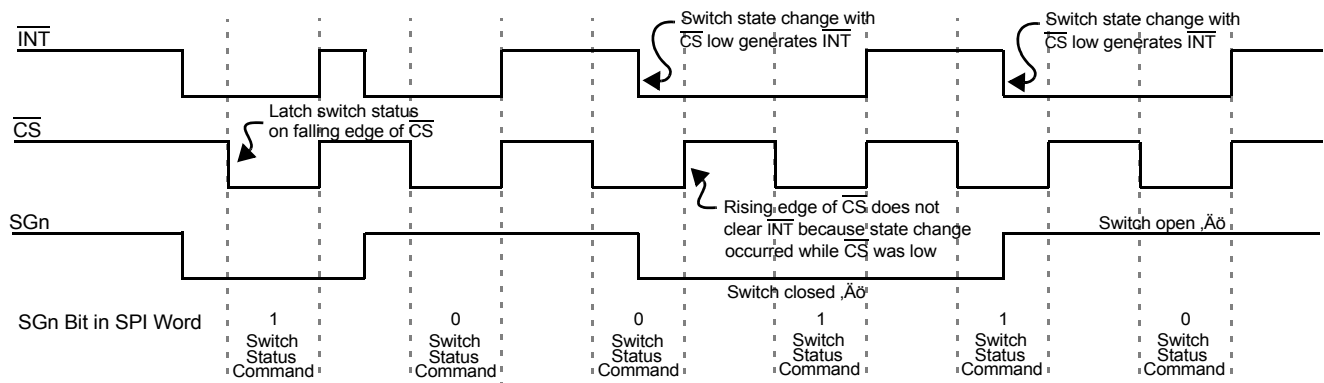 INT
Switch state change with
CS low generates INT
Switch state change with
CS low generates INT
Latch switch status
on falling edge of CS
CS
Rising edge of CS does not
clear INT because state change
occurred while CS was low
SGn
Switch open ‚Äö
Switch closed ‚Äö
SGn Bit in SPI Word
1
Switch
Status
Command
0
Switch
Status
Command
0
Switch
Status
Command
1
Switch
Status
Command
1
Switch
Status
Command
0
Switch
Status
Command